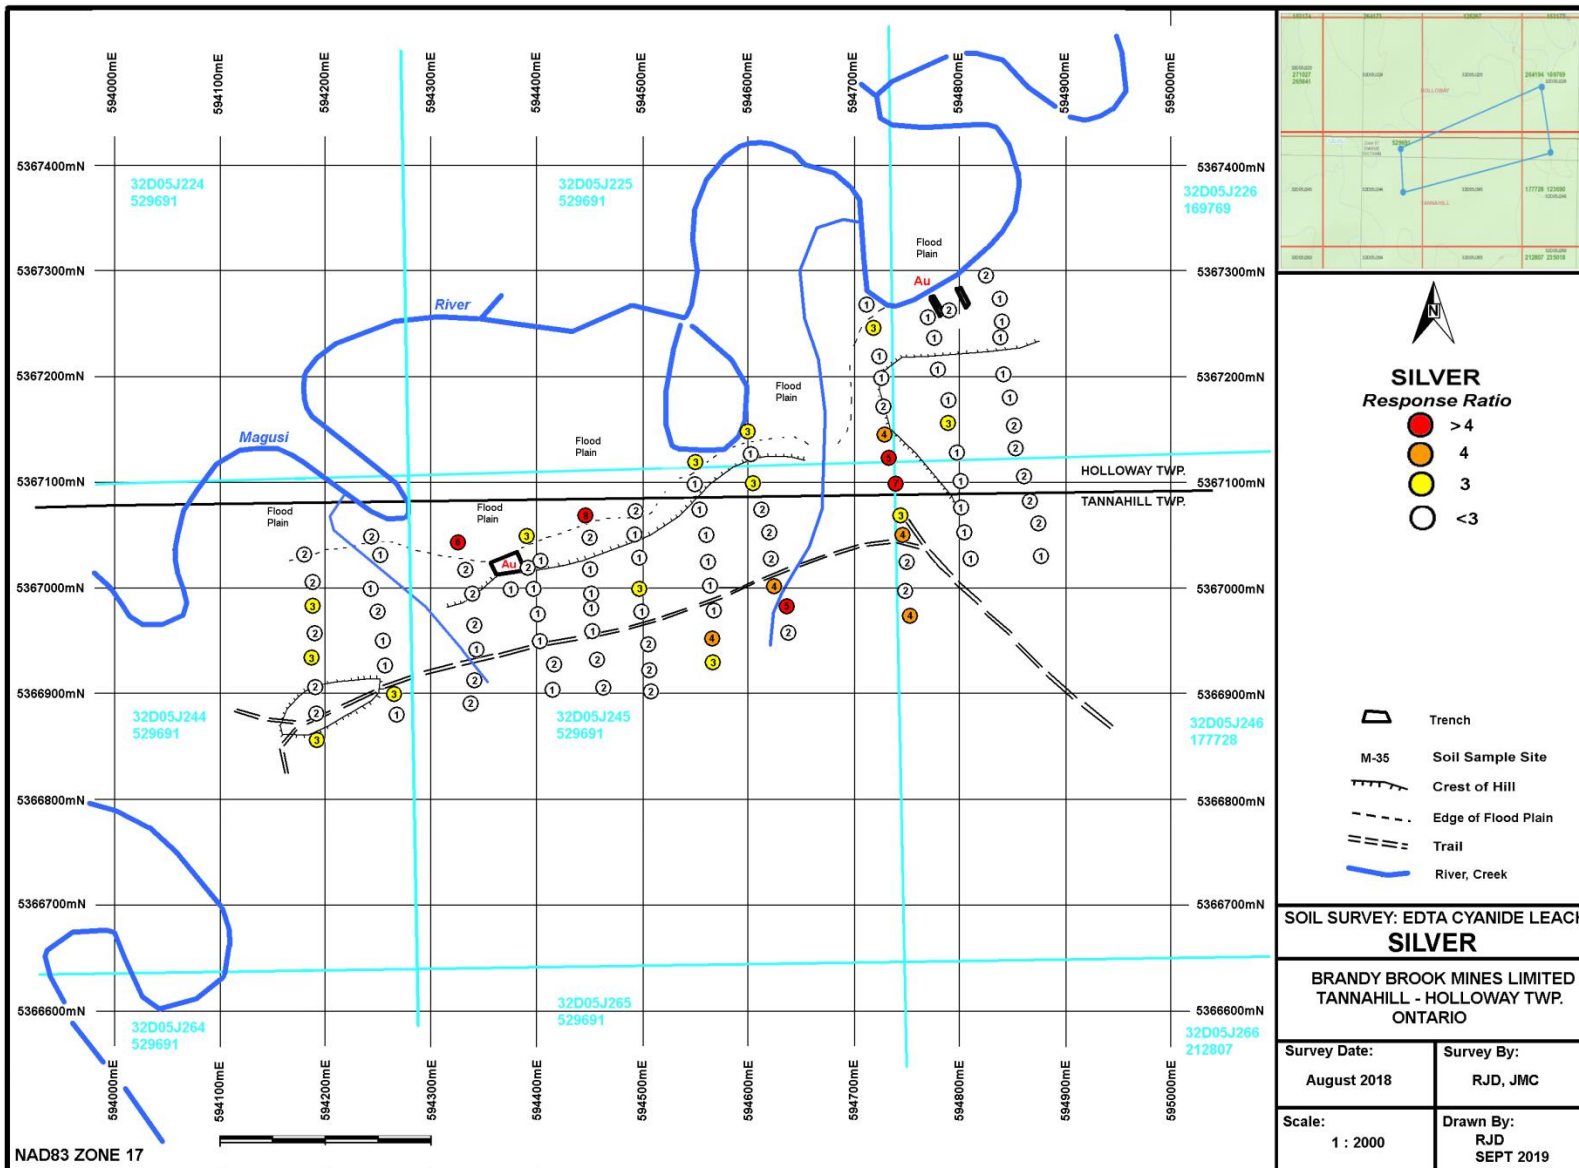 594000mE
594100mE
594200mE
594300mE
594400mE
594500mE
594600mE
594700mE
594800mE
594900mE
595000mE
5367400mN
5367400mN
32D05J224
529691
32D05J225
529691
32D05J226
169769
Flood
Plain
5367300mN
5367300mN
Au
River
5367200mN
5367200mN
Flood
Plain
Magusi
Flood
Plain
HOLLOWAY TWP.
5367100mN
5367100mN
TANNAHILL TWP.
Flood
Plain
Flood
Plain
Au
5367000mN
5367000mN
5366900mN
5366900mN
32D05J244
529691
32D05J245
529691
32D05J246
177728
5366800mN
5366800mN
5366700mN
5366700mN
5366600mN
5366600mN
32D05J264
529691
32D05J265
529691
32D05J266
212807
594000mE
594100mE
594200mE
594300mE
594400mE
594500mE
594600mE
594700mE
594800mE
594900mE
595000mE
NAD83 ZONE 17
HOLLOWAY
529691
177728 123600
N
SILVER
Response Ratio
>4
4
3
<3
Trench
M-35 Soil Sample Site
Crest of Hill
Edge of Flood Plain
Trail
River, Creek
SOIL SURVEY: EDTA CYANIDE LEACH
SILVER
BRANDY BROOK MINES LIMITED
TANNAHILL - HOLLOWAY TWP.
ONTARIO
Survey Date:
August 2018
Survey By:
RJD, JMC
Scale:
1 : 2000
Drawn By:
RJD
SEPT 2019